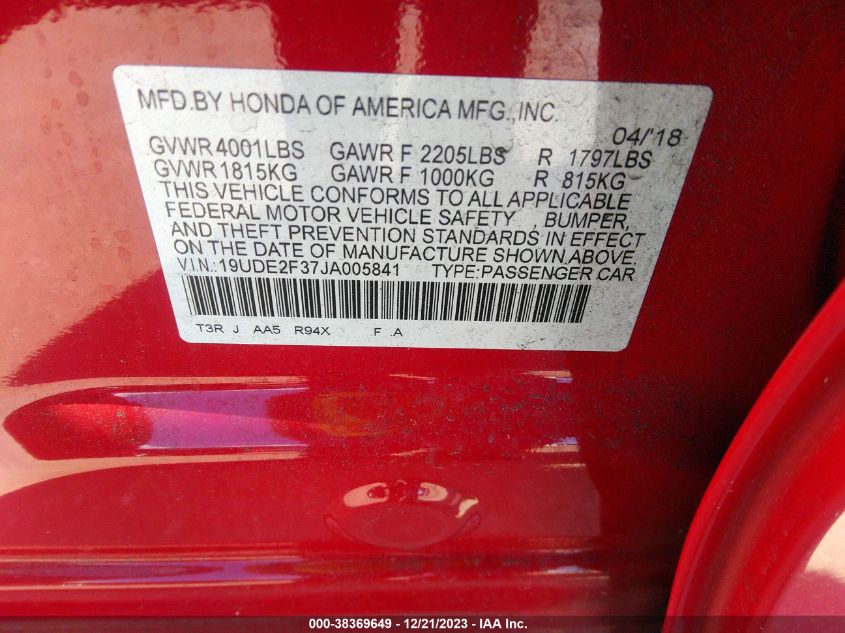 MFD.BY HONDA OF AMERICA MFG.,INC.
04/'18
GVWR 4001LBS GAWR F 2205LBS R 1797LBS
GVWR 1815KG GAWR F 1000KG R 815KG
THIS VEHICLE CONFORMS TO ALL APPLICABLE
FEDERAL MOTOR VEHICLE SAFETY , BUMPER,
AND THEFT PREVENTION STANDARDS IN EFFECT
ON THE DATE OF MANUFACTURE SHOWN ABOVE.
V.I.N.:19UDE2F37JA005841 TYPE:PASSENGER CAR
T3R J AA5 R94X F .A
000-38369649 - 12/21/2023 - IAA Inc.